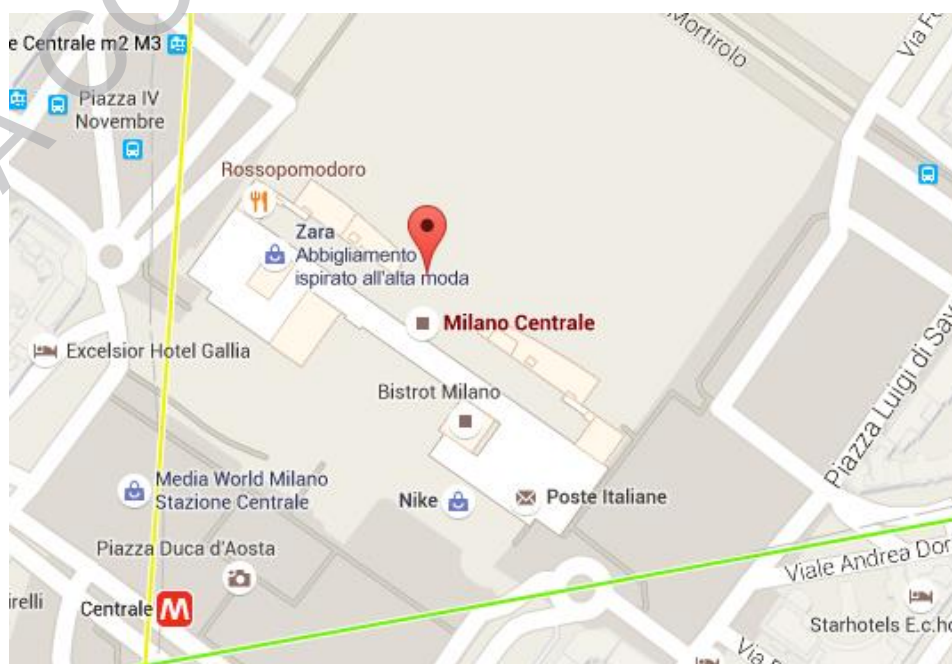 Mortirolo
e Centrale m2 M3
Piazza IV
Novembre
Rossopomodoro
Zara
Abbigliamento
ispirato all'alta moda
Milano Centrale
Excelsior Hotel Gallia
Bistrot Milano
Piazza Luigi di Sav
Media World Milano
Stazione Centrale
Nike
Poste Italiane
Piazza Duca d'Aosta
Viale Andrea Dor
irelli
Centrale
M
Starhotels E.c.ho
Via